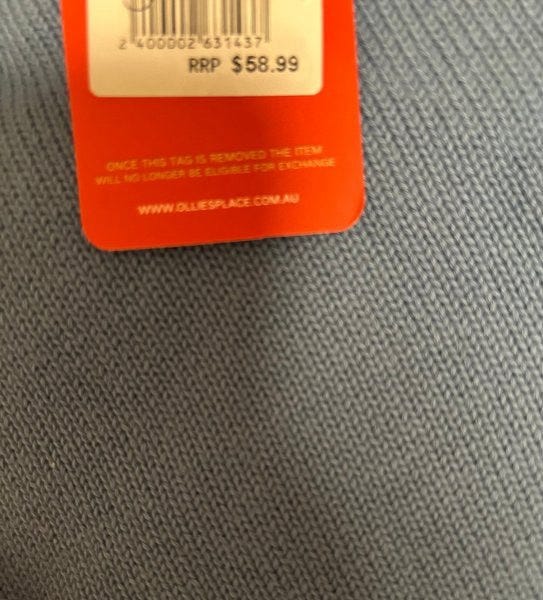 2 400002 631437
RRP $58.99
ONCE THIS TAG IS REMOVED THE ITEM
WILL NO LONGER BE ELIGIBLE FOR EXCHANGE
WWW.OLLIESPLACE.COM.AU